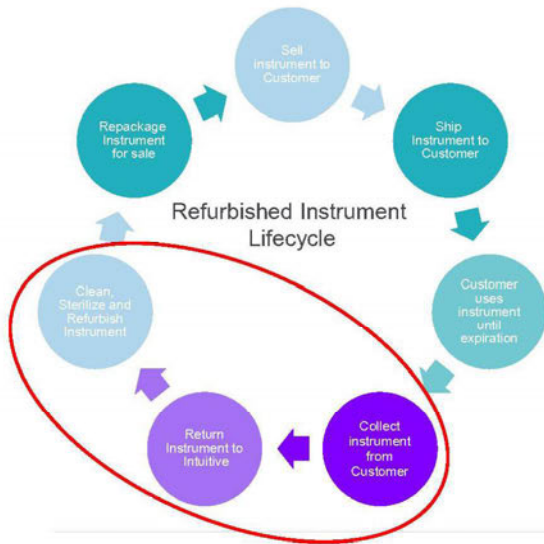 Sell
instrument to
Customer
Ship
Instrument to
Customer
Customer
uses
instrument
until
expiration
Collect
instrument
from
Customer
Return
Instrument to
Intuitive
Clean,
Sterilize and
Refurbish
Instrument
Repackage
Instrument
for sale
Refurbished Instrument
Lifecycle